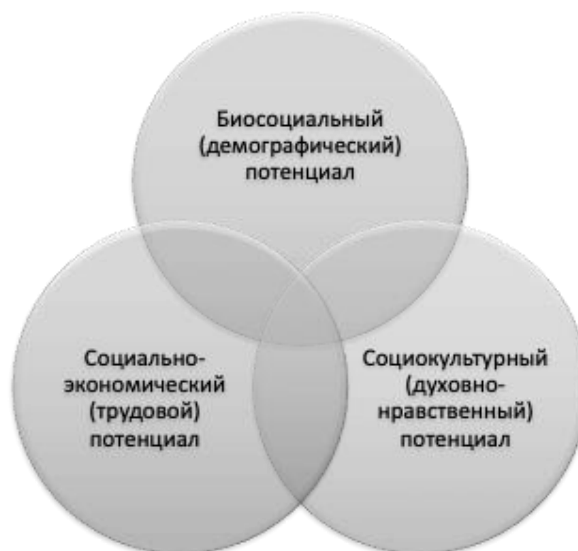 Биосоциальный
(демографический)
потенциал
Социально-
экономический
(трудовой)
потенциал
Социокультурный
(духовно-
нравственный)
потенциал